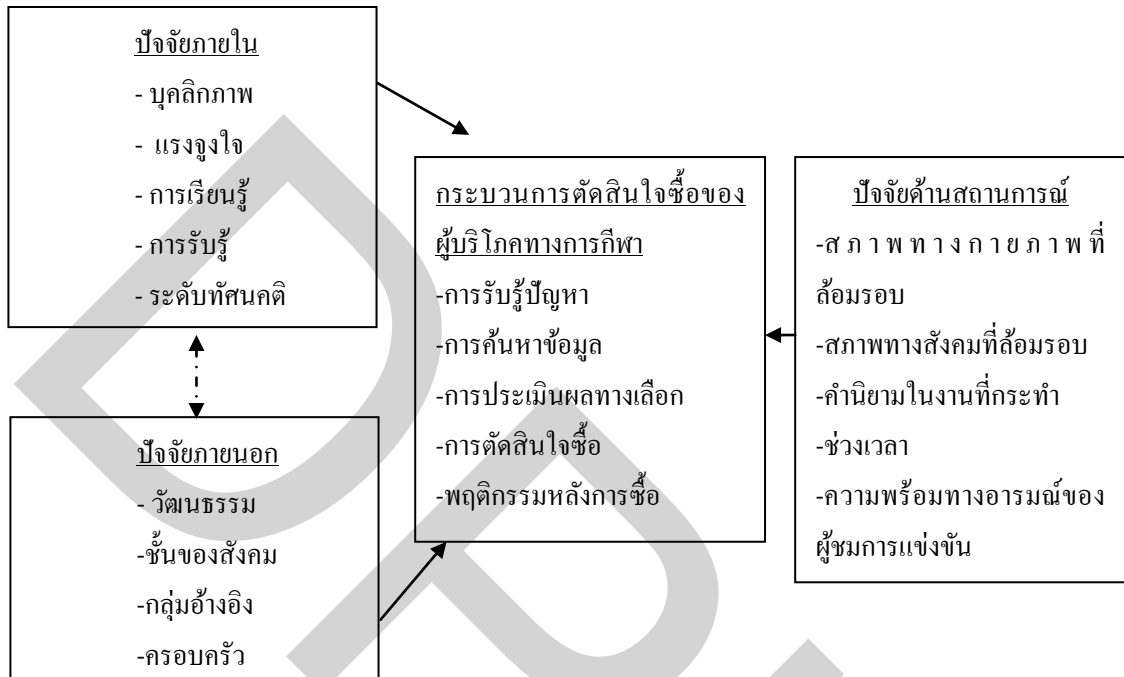 ปัจจัยภายใน
- บุคลิกภาพ
- แรงจูงใจ
- การเรียนรู้
- การรับรู้
- ระดับทัศนคติ
ปัจจัยภายนอก
- วัฒนธรรม
-ชั้นของสังคม
-กลุ่มอ้างอิง
-ครอบครัว
กระบวนการตัดสินใจซื้อของ
ผู้บริโภคทางการกีฬา
-การรับรู้ปัญหา
-การค้นหาข้อมูล
-การประเมินผลทางเลือก
-การตัดสินใจซื้อ
-พฤติกรรมหลังการซื้อ
ปัจจัยด้านสถานการณ์
-สภาพทางกายภาพที่
ล้อมรอบ
-สภาพทางสังคมที่ล้อมรอบ
-คำนิยามในงานที่กระทำ
-ช่วงเวลา
-ความพร้อมทางอารมณ์ของ
ผู้ชมการแข่งขัน